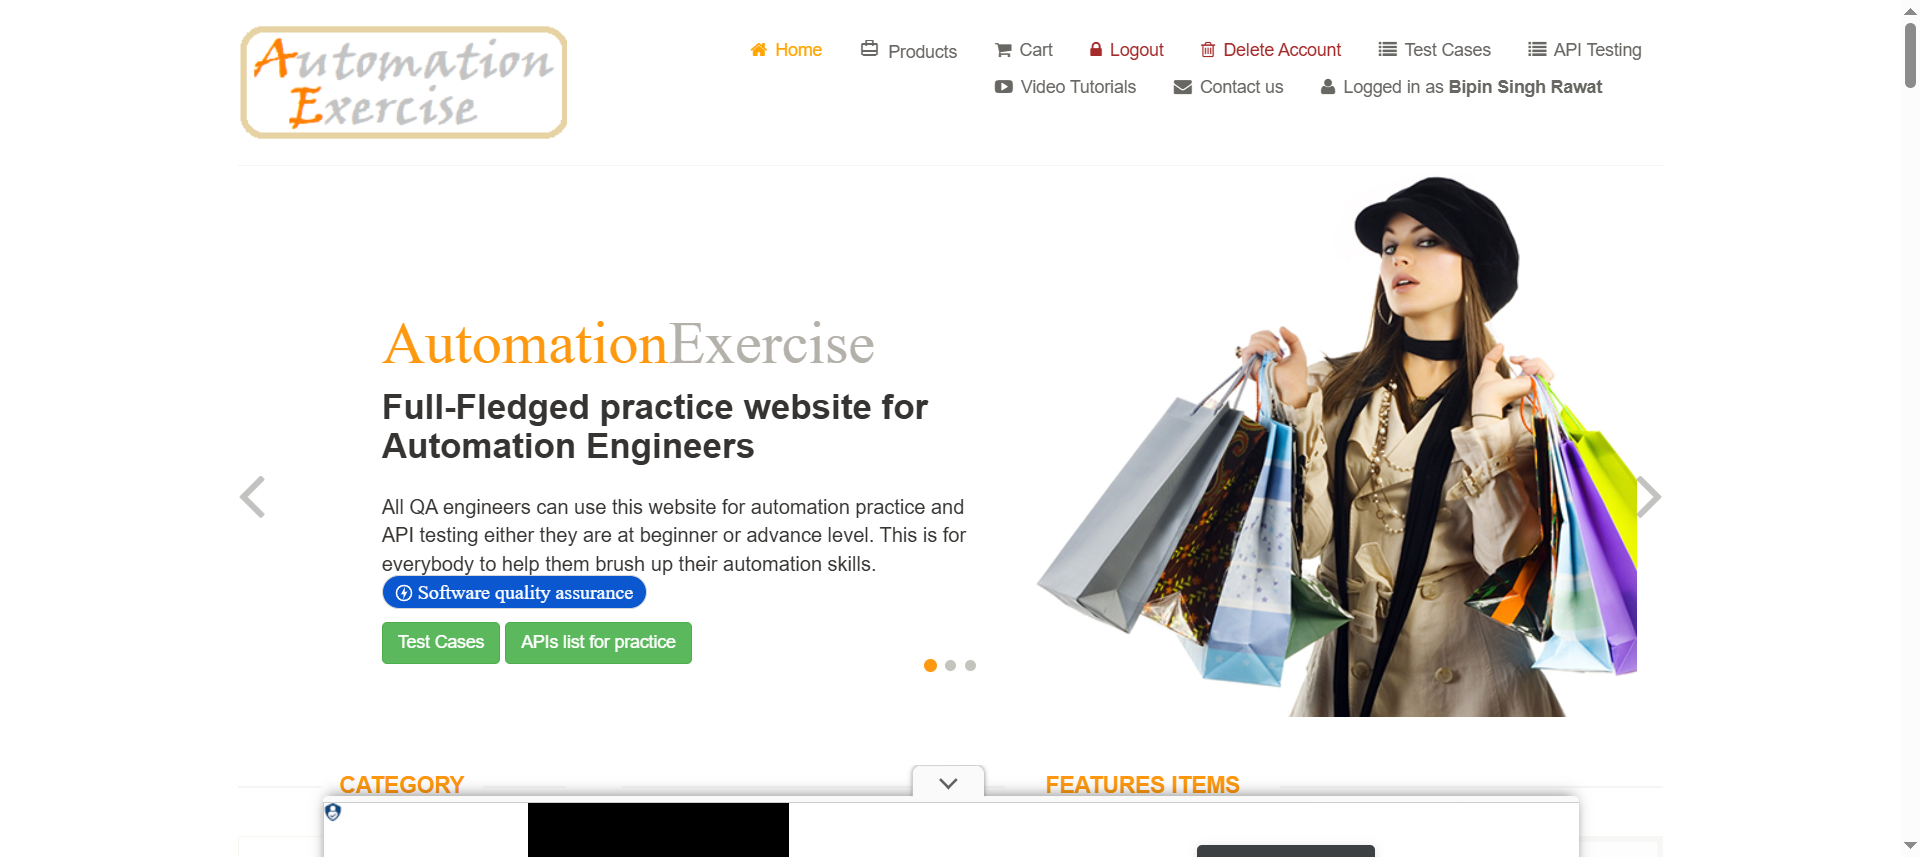 Automation
Exercise
Home Products Cart Logout Delete Account Test Cases API Testing
Video Tutorials Contact us Logged in as Bipin Singh Rawat
AutomationExercise
Full-Fledged practice website for
Automation Engineers
All QA engineers can use this website for automation practice and
API testing either they are at beginner or advance level. This is for
everybody to help them brush up their automation skills.
Software quality assurance
Test Cases APIs list for practice
CATEGORY FEATURES ITEMS